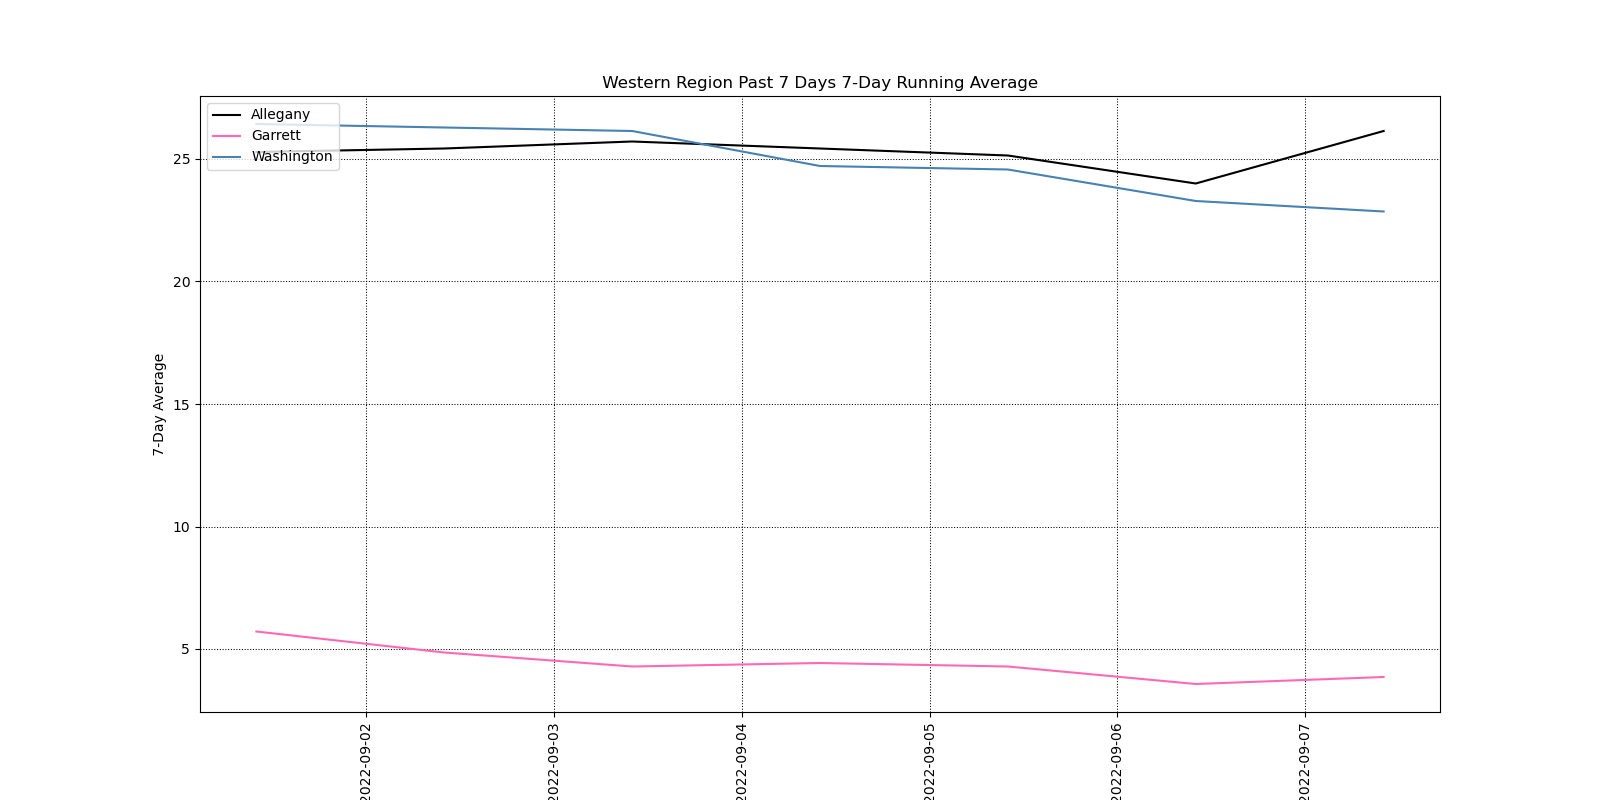 Western Region Past 7 Days 7-Day Running Average
Allegany
Garrett
Washington
25
20
15
10
5
7-Day Average
2022-09-02
2022-09-03
2022-09-04
2022-09-05
2022-09-06
2022-09-07